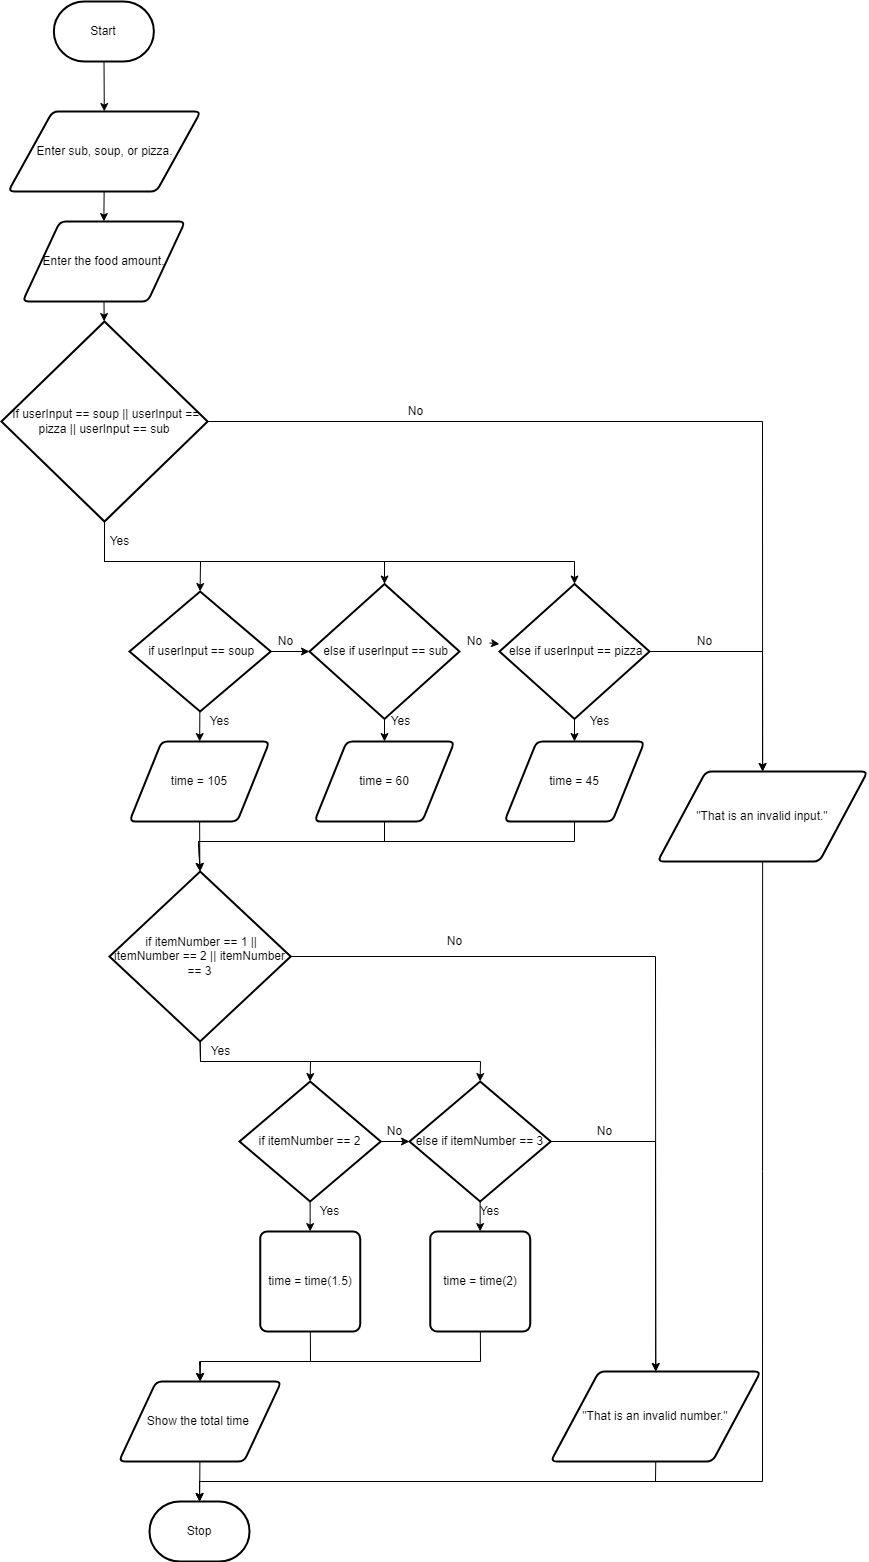 Start
Enter sub, soup, or pizza.
Enter the food amount.
if userInput == soup || userInput ==
pizza || userInput == sub
No
Yes
if userInput == soup
No
else if userInput == sub
No
else if userInput == pizza
No
Yes
Yes
Yes
time = 105
time = 60
time = 45
"That is an invalid input."
if itemNumber == 1 ||
itemNumber == 2 || itemNumber
== 3
No
Yes
if itemNumber == 2
No
else if itemNumber == 3
No
Yes
Yes
time = time(1.5)
time = time(2)
Show the total time
"That is an invalid number."
Stop